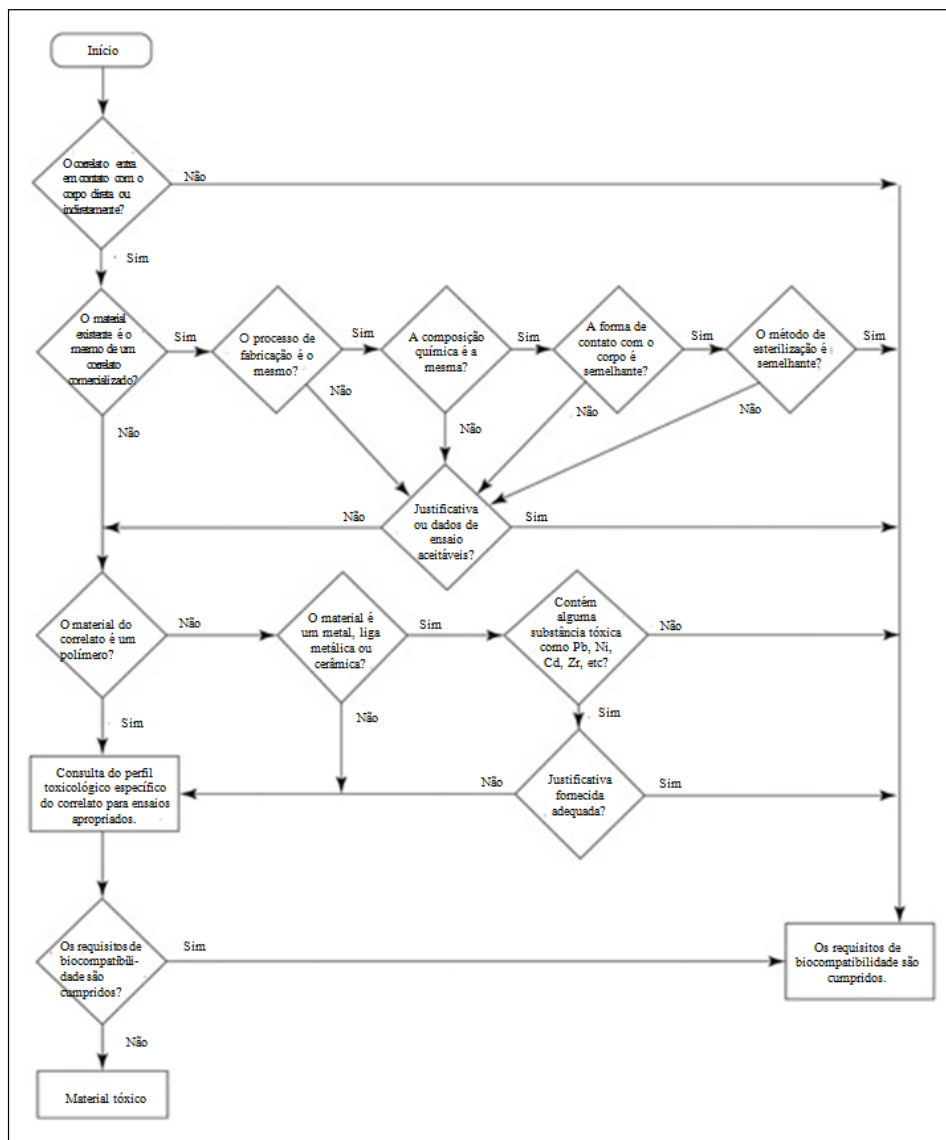 Início
O correlato entra
em contato com o
corpo direta ou
indiretamente?
Não
Sim
O material
existente é o
mesmo de um
correlato
comercializado?
Sim
O processo de
fabricação é o
mesmo?
Sim
A composição
química é a
mesma?
Sim
A forma de
contato com o
corpo é
semelhante?
Sim
O método de
esterilização é
semelhante?
Sim
Não
Não
Não
Não
Não
Justificativa
ou dados de
ensaio
aceitáveis?
Não
Sim
O material do
correlato é um
polímero?
Não
O material é
um metal, liga
metálica ou
cerâmica?
Sim
Contém
alguma
substância tóxica
como Pb, Ni,
Cd, Zr, etc?
Não
Sim
Não
Sim
Consulta do perfil
toxicológico específico
do correlato para ensaios
apropriados.
Não
Justificativa
fornecida
adequada?
Sim
Os requisitos de
biocompatibili-
dade são
cumpridos?
Sim
Os requisitos de
biocompatibilidade são
cumpridos.
Não
Material tóxico